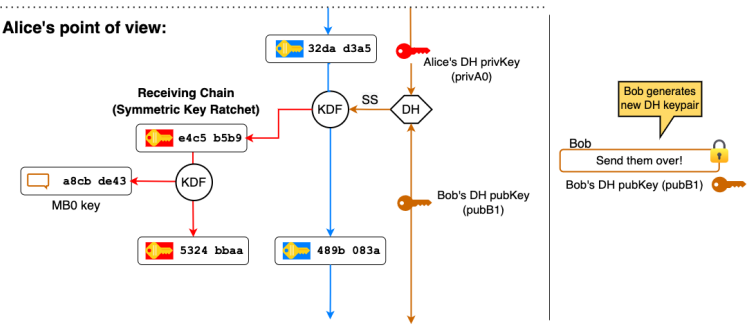 Alice's point of view:
32da d3a5
Alice's DH privKey
(privA0)
Receiving Chain
(Symmetric Key Ratchet)
KDF
SS
DH
e4c5 b5b9
a8cb de43
KDF
MB0 key
Bob's DH pubKey
(pubB1)
5324 bbaa
489b 083a
Bob generates
new DH keypair
Bob
Send them over!
Bob's DH pubKey (pubB1)